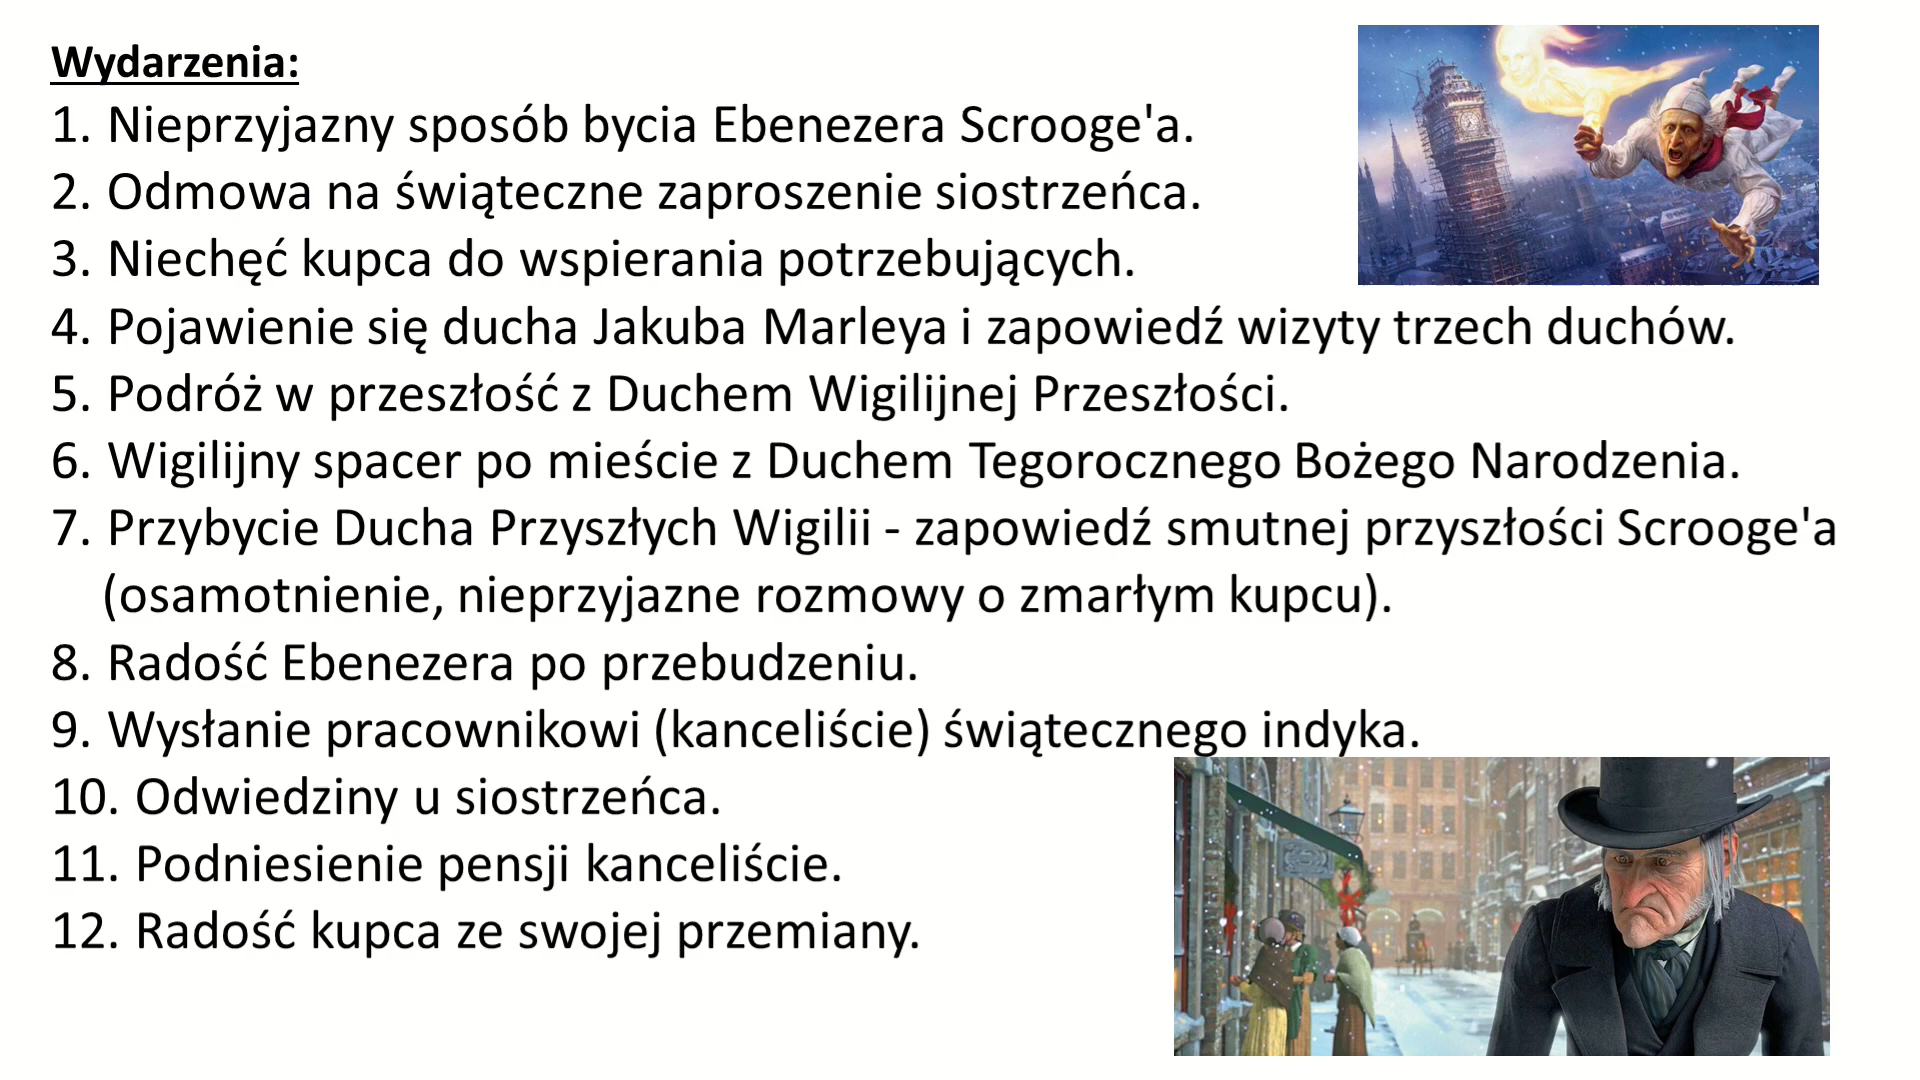 Wydarzenia:
1. Nieprzyjazny sposób bycia Ebenezera Scrooge'a.
2. Odmowa na świąteczne zaproszenie siostrzeńca.
3. Niechęć kupca do wspierania potrzebujących.
4. Pojawienie się ducha Jakuba Marleya i zapowiedź wizyty trzech duchów.
5. Podróż w przeszłość z Duchem Wigilijnej Przeszłości.
6. Wigilijny spacer po mieście z Duchem Tegorocznego Bożego Narodzenia.
7. Przybycie Ducha Przyszłych Wigilii - zapowiedź smutnej przyszłości Scrooge'a
(osamotnienie, nieprzyjazne rozmowy o zmarłym kupcu).
8. Radość Ebenezera po przebudzeniu.
9. Wysłanie pracownikowi (kanceliście) świątecznego indyka.
10. Odwiedziny u siostrzeńca.
11. Podniesienie pensji kanceliście.
12. Radość kupca ze swojej przemiany.